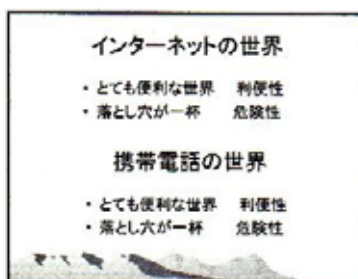 インターネットの世界
・とても便利な世界　利便性
・落とし穴が一杯　危険性
携帯電話の世界
・とても便利な世界　利便性
・落とし穴が一杯　危険性